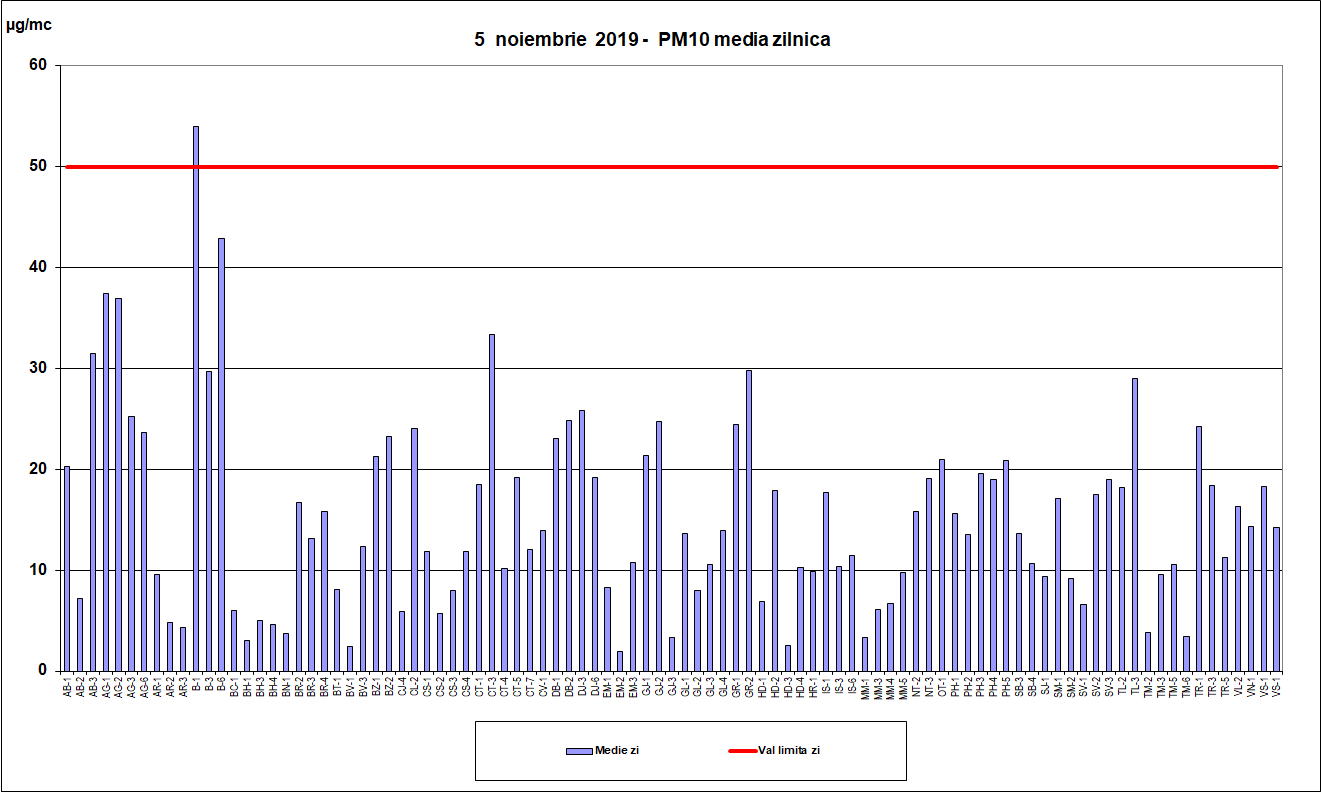 µg/mc
5 noiembrie 2019 - PM10 media zilnica
60
50
40
30
20
10
0
AB-1
AB-2
AB-3
AG-1
AG-2
AG-3
AG-6
AR-1
AR-2
AR-3
B-1
B-3
B-6
BC-1
BH-1
BH-3
BH-4
BN-1
BR-2
BR-3
BR-4
BT-1
BV-1
BV-3
BZ-1
BZ-2
CJ-4
CL-2
CS-1
CS-2
CS-3
CS-4
CT-1
CT-3
CT-4
CT-5
CT-7
CV-1
DB-1
DB-2
DJ-3
DJ-6
EM-1
EM-2
EM-3
GJ-1
GJ-2
GJ-3
GL-1
GL-2
GL-3
GL-4
GR-1
GR-2
HD-1
HD-2
HD-3
HD-4
HR-1
IS-1
IS-3
IS-6
MM-1
MM-3
MM-4
MM-5
NT-2
NT-3
OT-1
PH-1
PH-2
PH-3
PH-4
PH-5
SB-3
SB-4
SJ-1
SM-1
SM-2
SV-1
SV-2
SV-3
TL-2
TL-3
TM-2
TM-3
TM-5
TM-6
TR-1
TR-3
TR-5
VL-2
VN-1
VS-1
VS-1
Medie zi
Val limita zi